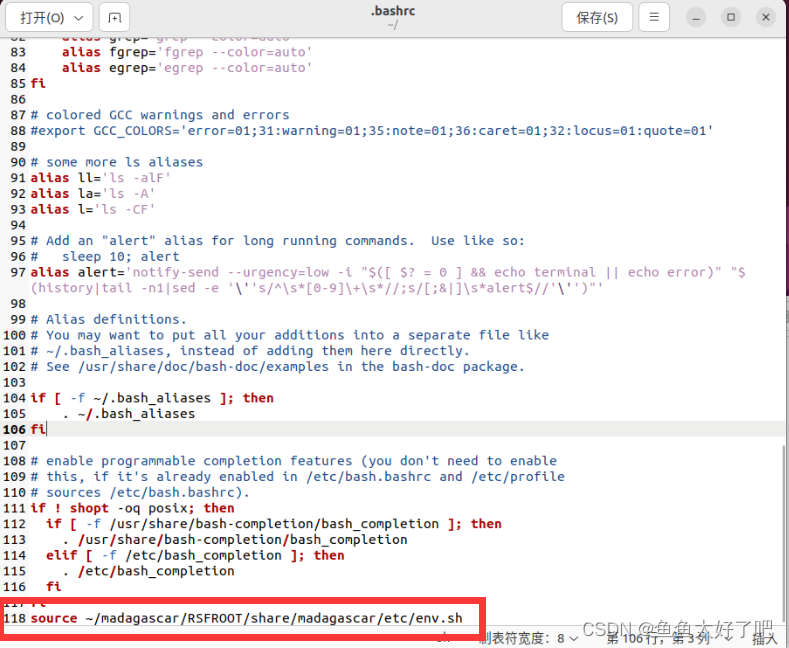 打开(O)
.bashrc
~/
保存(S)
83 alias fgrep='fgrep --color=auto'
84 alias egrep='egrep --color=auto'
85 fi
86
87 # colored GCC warnings and errors
88 #export GCC_COLORS='error=01;31:warning=01;35:note=01;36:caret=01;32:locus=01:quote=01'
89
90 # some more ls aliases
91 alias ll='ls -alF'
92 alias la='ls -A'
93 alias l='ls -CF'
94
95 # Add an "alert" alias for long running commands.  Use like so:
96 #   sleep 10; alert
97 alias alert='notify-send --urgency=low -i "$([ $? = 0 ] && echo terminal || echo error)" "$
(history|tail -n1|sed -e '\''s/^\s*[0-9]\+\s*//;s/[;&|]\s*alert$//'\'')"'
98
99 # Alias definitions.
100 # You may want to put all your additions into a separate file like
101 # ~/.bash_aliases, instead of adding them here directly.
102 # See /usr/share/doc/bash-doc/examples in the bash-doc package.
103
104 if [ -f ~/.bash_aliases ]; then
105     . ~/.bash_aliases
106 fi
107
108 # enable programmable completion features (you don't need to enable
109 # this, if it's already enabled in /etc/bash.bashrc and /etc/profile
110 # sources /etc/bash.bashrc).
111 if ! shopt -oq posix; then
112   if [ -f /usr/share/bash-completion/bash_completion ]; then
113     . /usr/share/bash-completion/bash_completion
114   elif [ -f /etc/bash_completion ]; then
115     . /etc/bash_completion
116   fi
117 fi
118 source ~/madagascar/RSFROOT/share/madagascar/etc/env.sh
制表符宽度：8 第 106 行，第 3 列 插入
CSDN @鱼鱼太好了吧